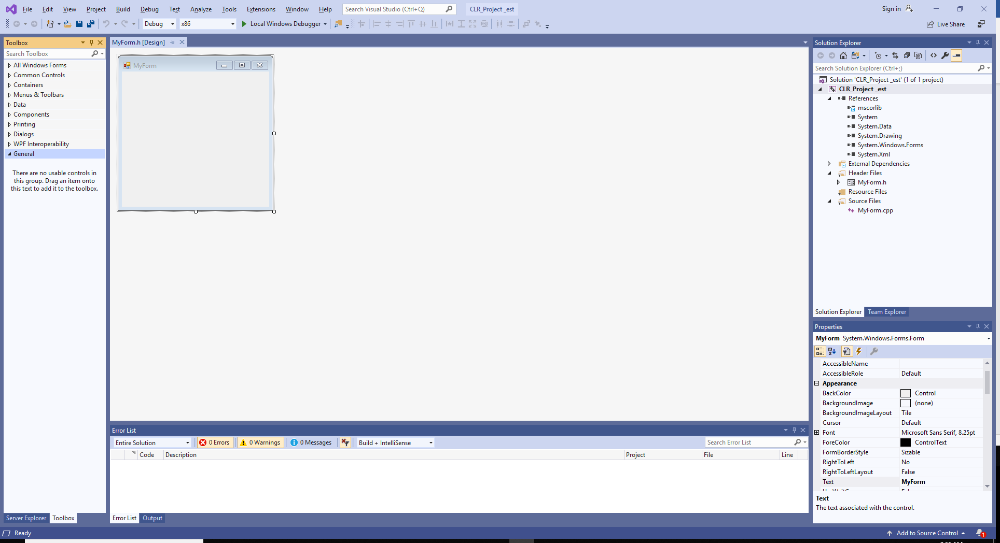 File Edit View Project Build Debug Test Analyze Tools Extensions Window Help Search Visual Studio (Ctrl+Q) CLR_Project _est Sign in
Debug x86 Local Windows Debugger Live Share
Toolbox
Search Toolbox
All Windows Forms
Common Controls
Containers
Menus & Toolbars
Data
Components
Printing
Dialogs
WPF Interoperability
General
There are no usable controls in
this group. Drag an item onto
this text to add it to the toolbox.
Server Explorer Toolbox
MyForm.h [Design]
MyForm
Error List
Entire Solution 0 Errors 0 Warnings 0 Messages Build + IntelliSense Search Error List
Code Description Project File Line
Error List Output
Solution Explorer
Search Solution Explorer (Ctrl+;)
Solution 'CLR_Project _est' (1 of 1 project)
CLR_Project _est
References
mscorlib
System
System.Data
System.Drawing
System.Windows.Forms
System.Xml
External Dependencies
Header Files
MyForm.h
Resource Files
Source Files
MyForm.cpp
Solution Explorer Team Explorer
Properties
MyForm System.Windows.Forms.Form
AccessibleName
AccessibleRole Default
Appearance
BackColor Control
BackgroundImage (none)
BackgroundImageLayout Tile
Cursor Default
Font Microsoft Sans Serif, 8.25pt
ForeColor ControlText
FormBorderStyle Sizable
RightToLeft No
RightToLeftLayout False
Text MyForm
Text
The text associated with the control.
Ready Add to Source Control 1